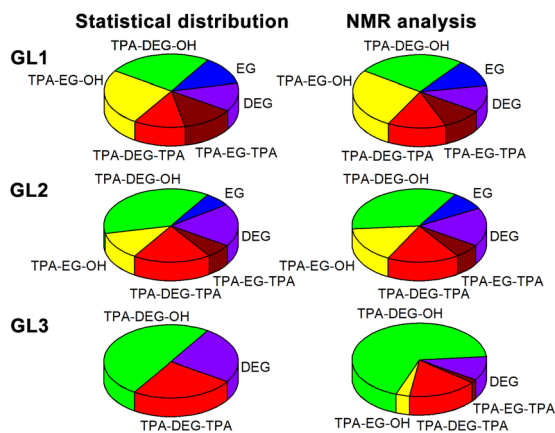 Statistical distribution
NMR analysis
GL1
TPA-DEG-OH
EG
DEG
TPA-EG-TPA
TPA-DEG-TPA
TPA-EG-OH
TPA-DEG-OH
EG
DEG
TPA-EG-TPA
TPA-DEG-TPA
TPA-EG-OH
GL2
TPA-DEG-OH
EG
DEG
TPA-EG-TPA
TPA-DEG-TPA
TPA-EG-OH
TPA-DEG-OH
EG
DEG
TPA-EG-TPA
TPA-DEG-TPA
TPA-EG-OH
GL3
TPA-DEG-OH
DEG
TPA-DEG-TPA
TPA-DEG-OH
DEG
TPA-EG-TPA
TPA-DEG-TPA
TPA-EG-OH